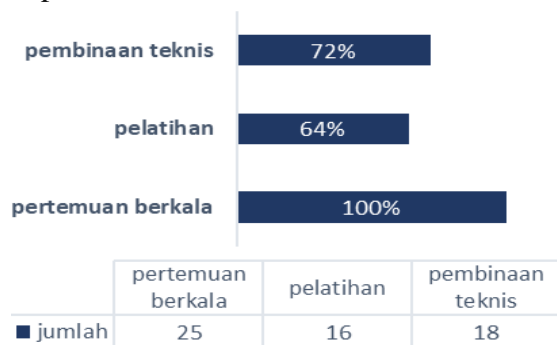 pembinaan teknis 72%
pelatihan 64%
pertemuan berkala 100%
pertemuan berkala pelatihan pembinaan teknis
jumlah 25 16 18